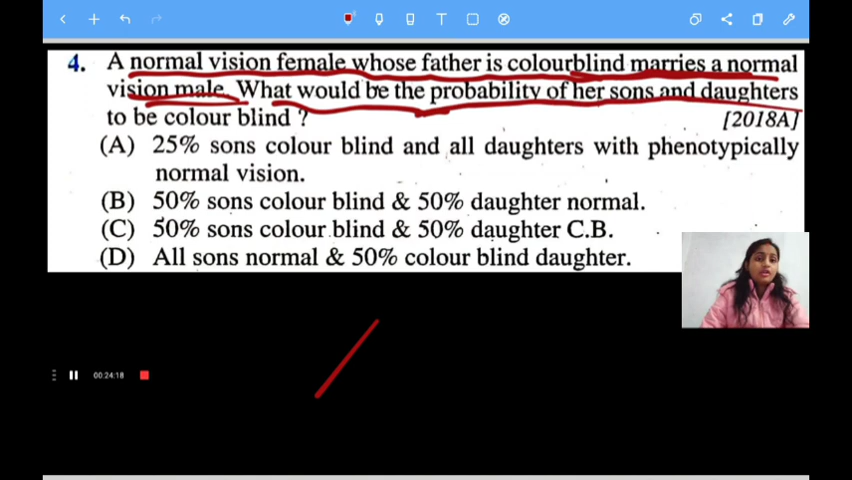 T
4. A normal vision female whose father is colourblind marries a normal
vision male. What would be the probability of her sons and daughters
to be colour blind ? [2018A]
(A) 25% sons colour blind and all daughters with phenotypically
normal vision.
(B) 50% sons colour blind & 50% daughter normal.
(C) 50% sons colour blind & 50% daughter C.B.
(D) All sons normal & 50% colour blind daughter.
00:24:18